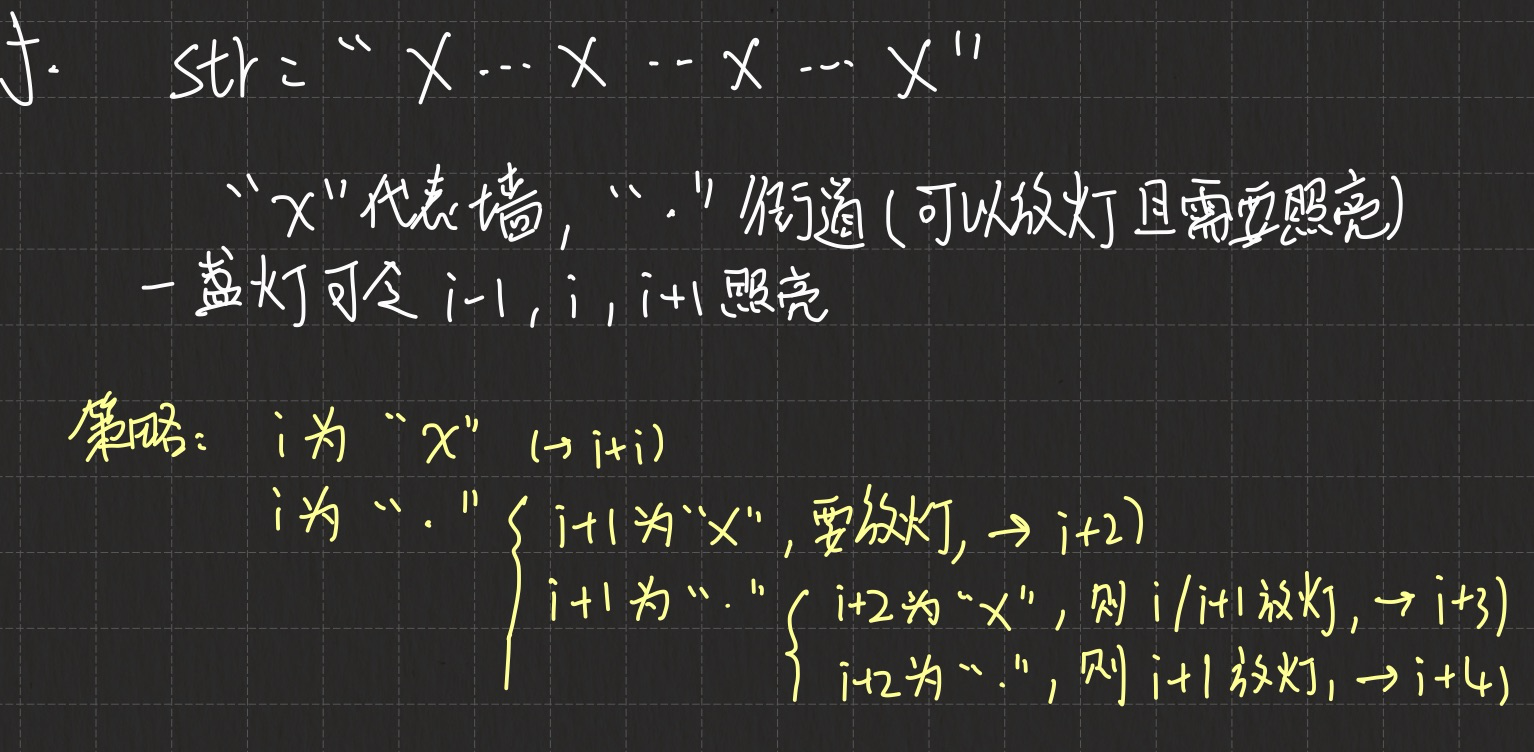 J. str = “X...X..X...X”
“X”代表墙，“.”街道(可以放灯且需要照亮)
一盏灯可令 i-1, i, i+1 照亮
策略: i为“X” (→ i+i)
i为“.” { i+1为“X”, 要放灯, → i+2)
i+1为“.” { i+2为“X”, 则 i/i+1放灯, → i+3)
i+2为“.”, 则 i+1放灯, → i+4)